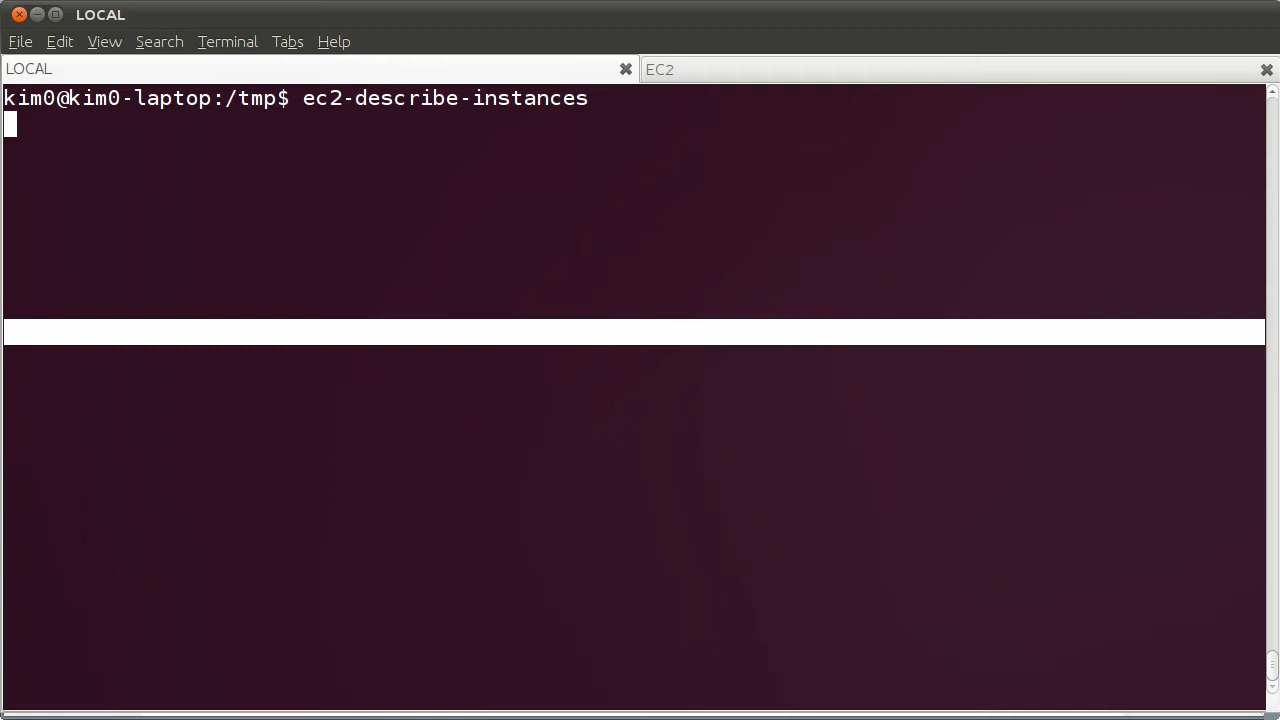 LOCAL
File Edit View Search Terminal Tabs Help
LOCAL EC2
kim0@kim0-laptop:/tmp$ ec2-describe-instances